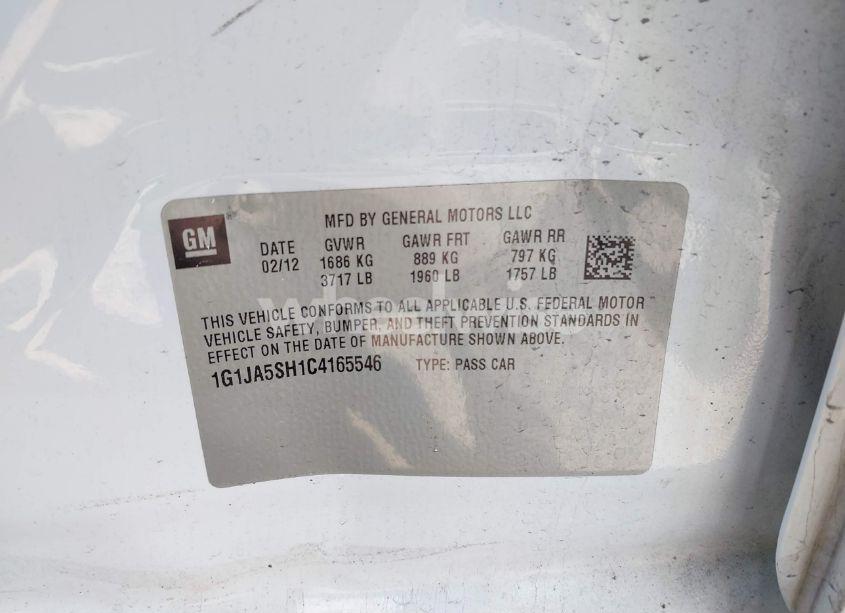 GM
MFD BY GENERAL MOTORS LLC
DATE GVWR GAWR FRT GAWR RR
02/12 1686 KG 889 KG 797 KG
3717 LB 1960 LB 1757 LB
THIS VEHICLE CONFORMS TO ALL APPLICABLE U.S. FEDERAL MOTOR
VEHICLE SAFETY, BUMPER, AND THEFT PREVENTION STANDARDS IN
EFFECT ON THE DATE OF MANUFACTURE SHOWN ABOVE.
1G1JA5SH1C4165546 TYPE: PASS CAR